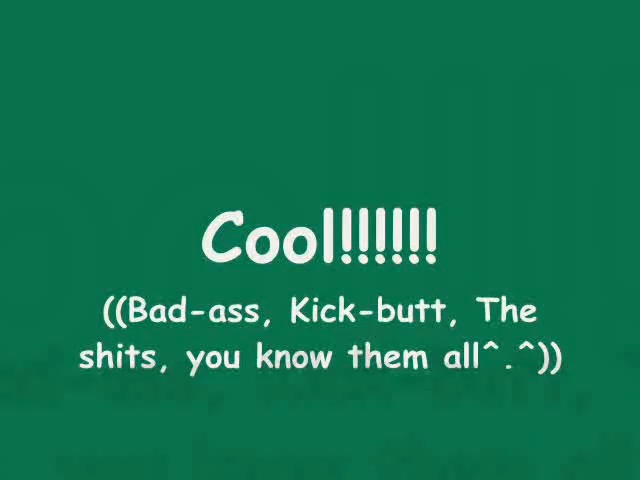 Cool!!!!!!
((Bad-ass, Kick-butt, The
shits, you know them all^.^))